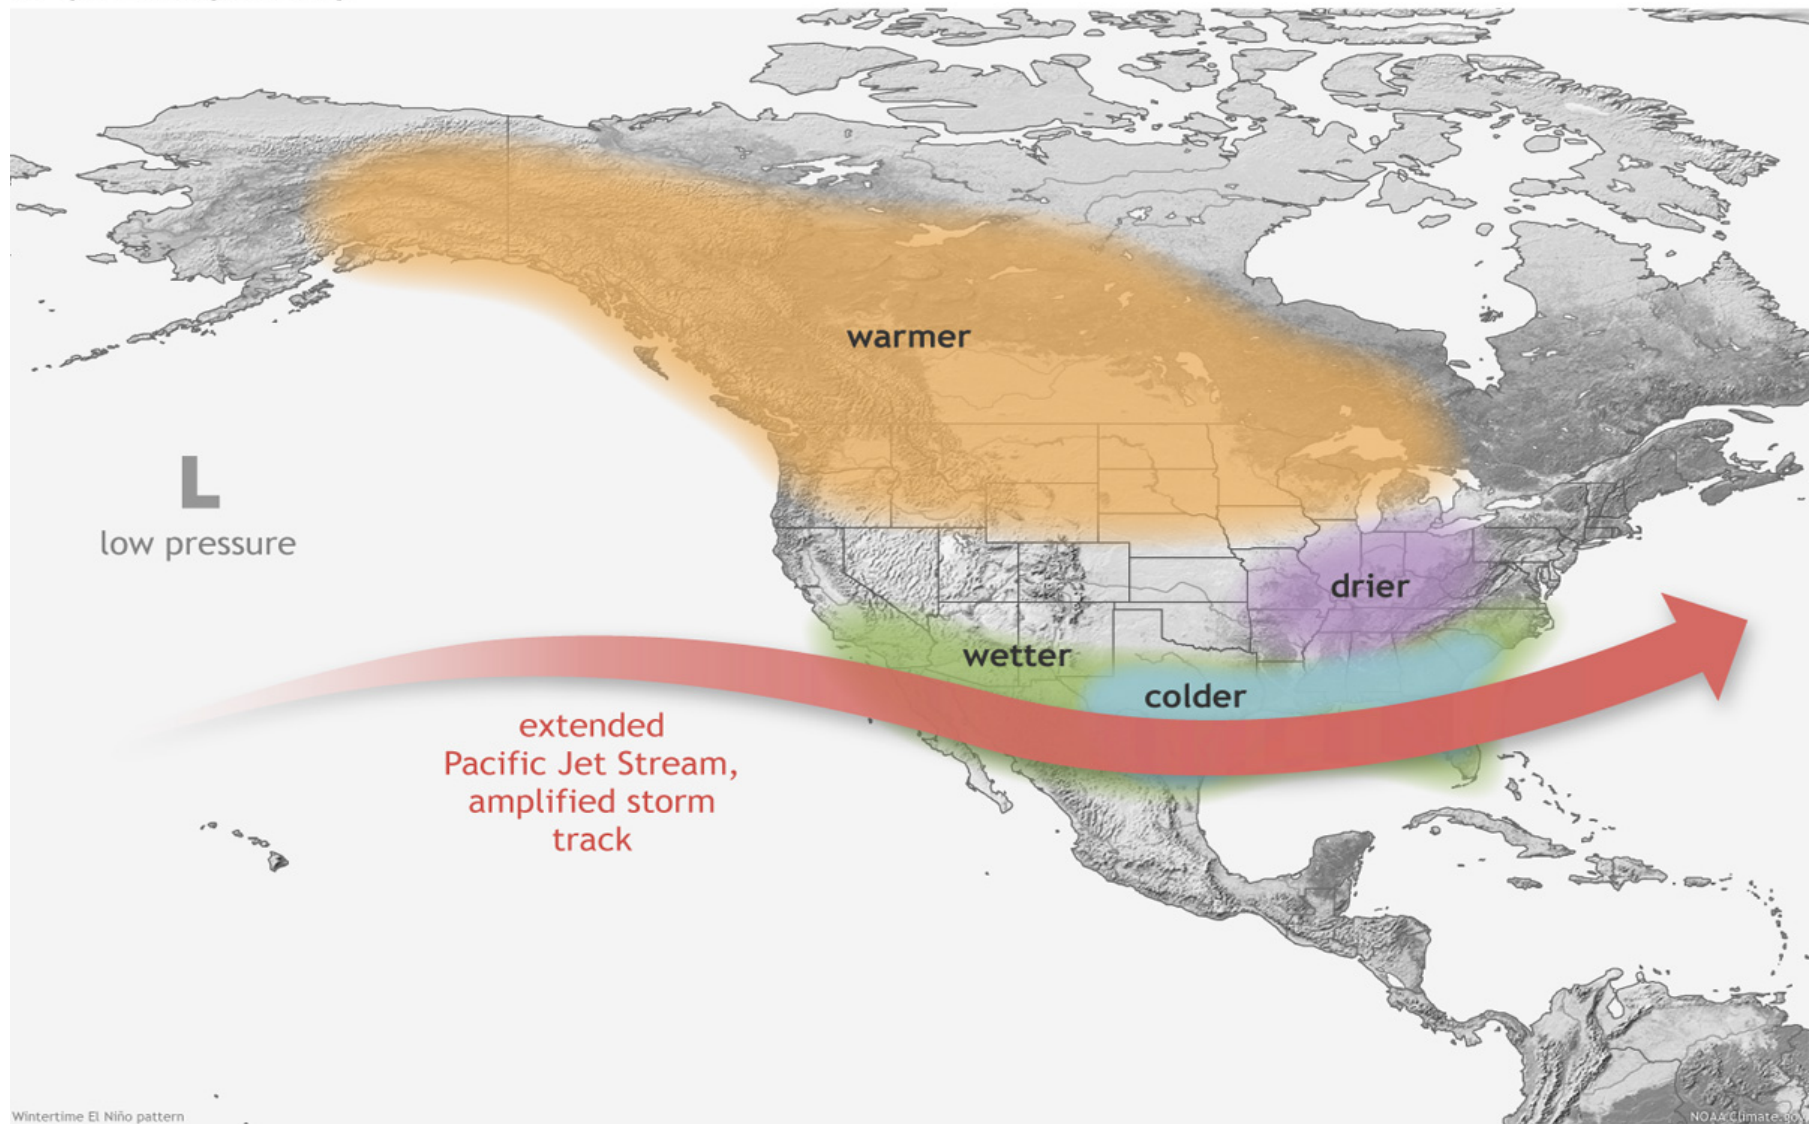 warmer
L
low pressure
drier
wetter
colder
extended
Pacific Jet Stream,
amplified storm
track
Wintertime El Niño pattern
NOAA Climate.gov